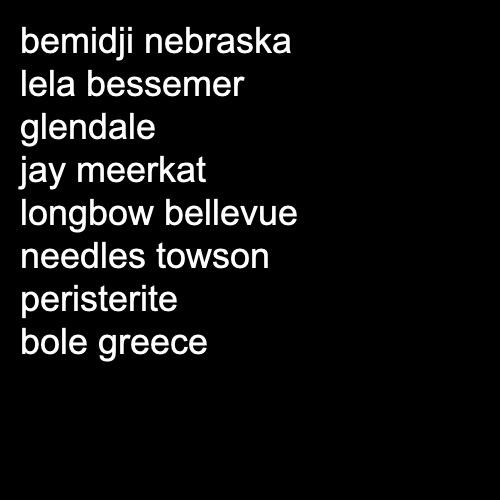 bemidji nebraska
lela bessemer
glendale
jay meerkat
longbow bellevue
needles towson
peristerite
bole greece